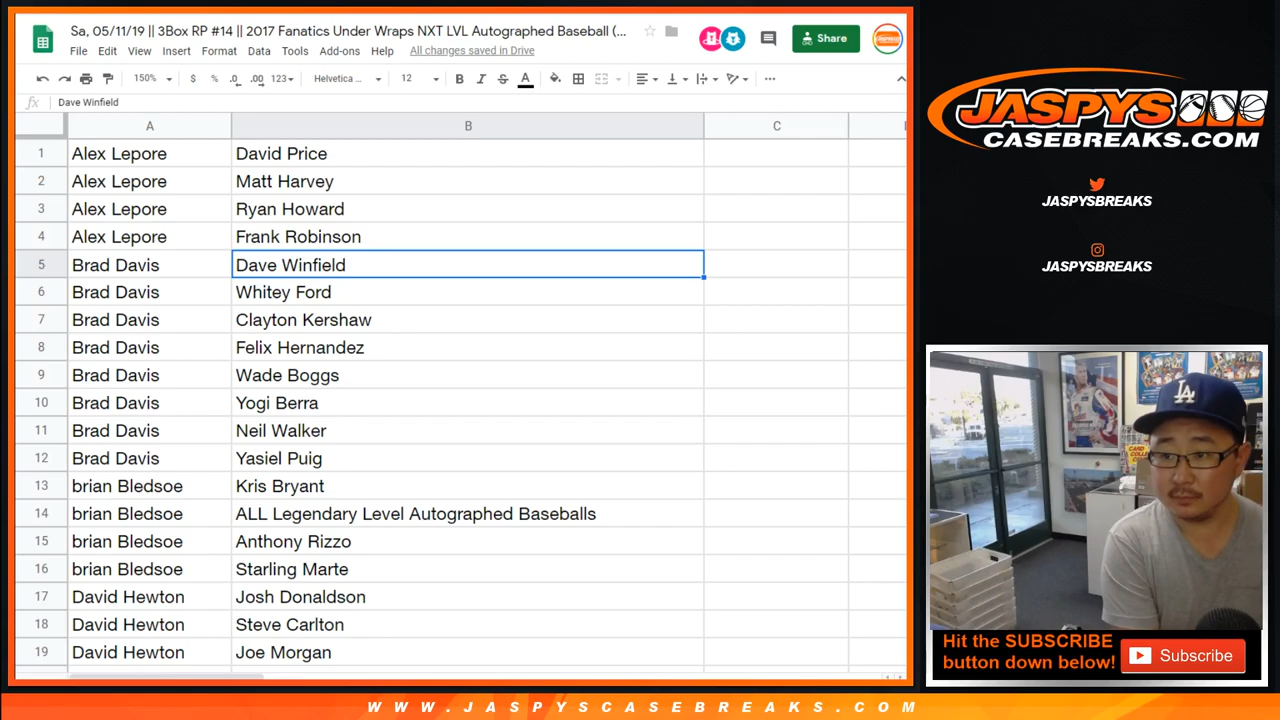 Sa, 05/11/19 || 3Box RP #14 || 2017 Fanatics Under Wraps NXT LVL Autographed Baseball (...
File Edit View Insert Format Data Tools Add-ons Help All changes saved in Drive
Share
150% $ % .0 .00 123 Helvetica ... 12 B I S A
fx Dave Winfield
A B C
1 Alex Lepore David Price
2 Alex Lepore Matt Harvey
3 Alex Lepore Ryan Howard
4 Alex Lepore Frank Robinson
5 Brad Davis Dave Winfield
6 Brad Davis Whitey Ford
7 Brad Davis Clayton Kershaw
8 Brad Davis Felix Hernandez
9 Brad Davis Wade Boggs
10 Brad Davis Yogi Berra
11 Brad Davis Neil Walker
12 Brad Davis Yasiel Puig
13 brian Bledsoe Kris Bryant
14 brian Bledsoe ALL Legendary Level Autographed Baseballs
15 brian Bledsoe Anthony Rizzo
16 brian Bledsoe Starling Marte
17 David Hewton Josh Donaldson
18 David Hewton Steve Carlton
19 David Hewton Joe Morgan
JASPYS
CASEBREAKS.COM
JASPYSBREAKS
JASPYSBREAKS
LA
Hit the SUBSCRIBE
button down below!
Subscribe
WWW.JASPYSCASEBREAKS.COM